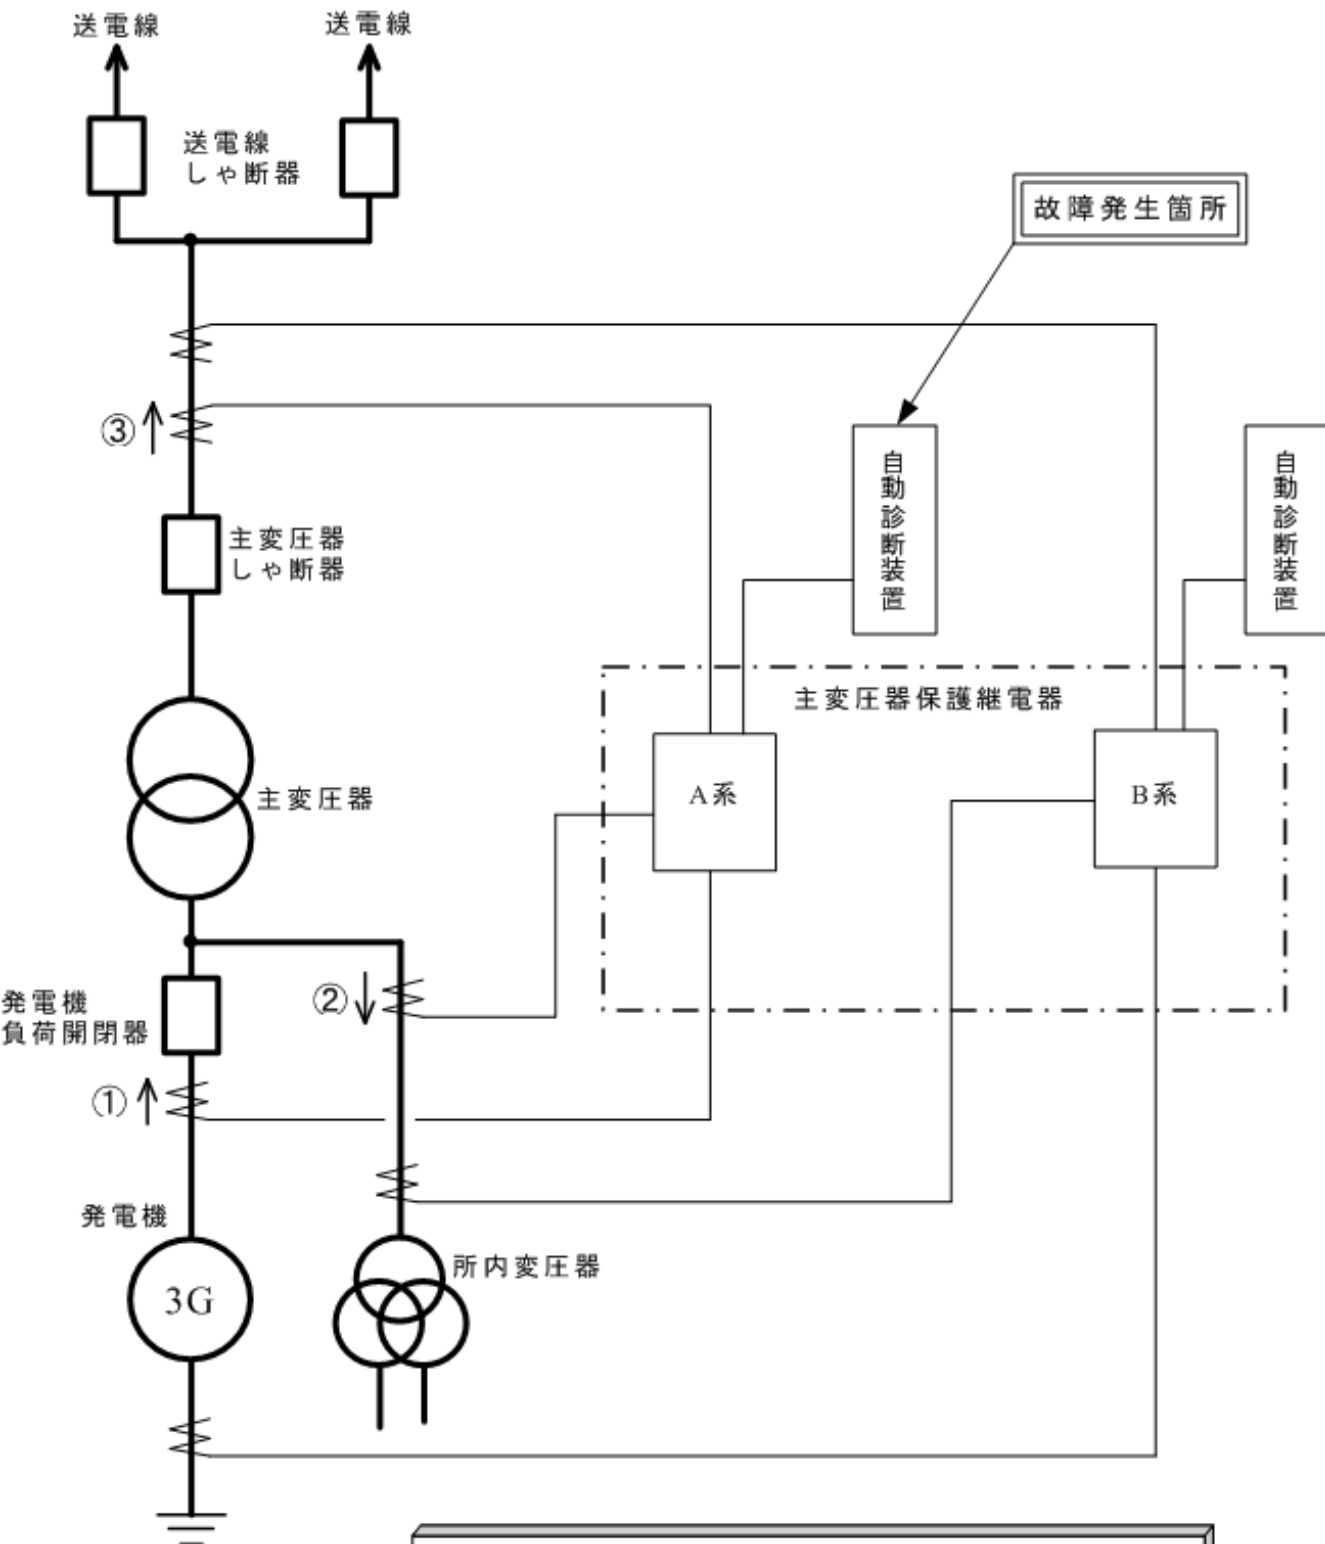 送電線
送電線
送電線
しゃ断器
故障発生箇所
③
自動診断装置
自動診断装置
主変圧器
しゃ断器
主変圧器保護継電器
A系
B系
主変圧器
②
発電機
負荷開閉器
①
発電機
所内変圧器
3G